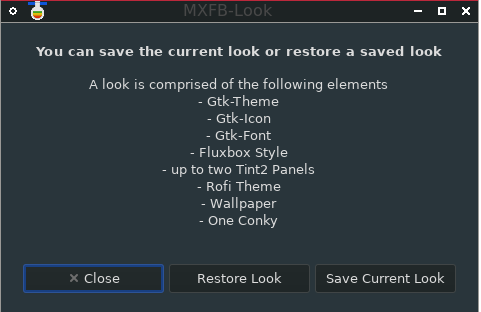 MXFB-Look
You can save the current look or restore a saved look
A look is comprised of the following elements
- Gtk-Theme
- Gtk-Icon
- Gtk-Font
- Fluxbox Style
- up to two Tint2 Panels
- Rofi Theme
- Wallpaper
- One Conky
Close
Restore Look
Save Current Look